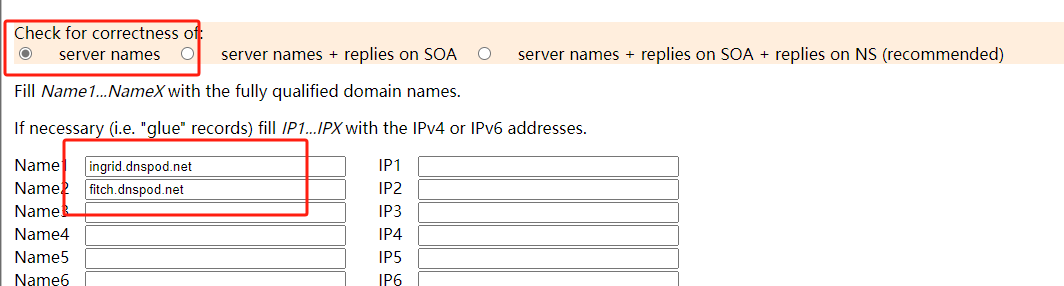 Check for correctness of:
server names server names + replies on SOA server names + replies on SOA + replies on NS (recommended)
Fill Name1...NameX with the fully qualified domain names.
If necessary (i.e. "glue" records) fill IP1...IPX with the IPv4 or IPv6 addresses.
Name1 ingrid.dnspod.net IP1
Name2 fitch.dnspod.net IP2
Name3 IP3
Name4 IP4
Name5 IP5
Name6 IP6